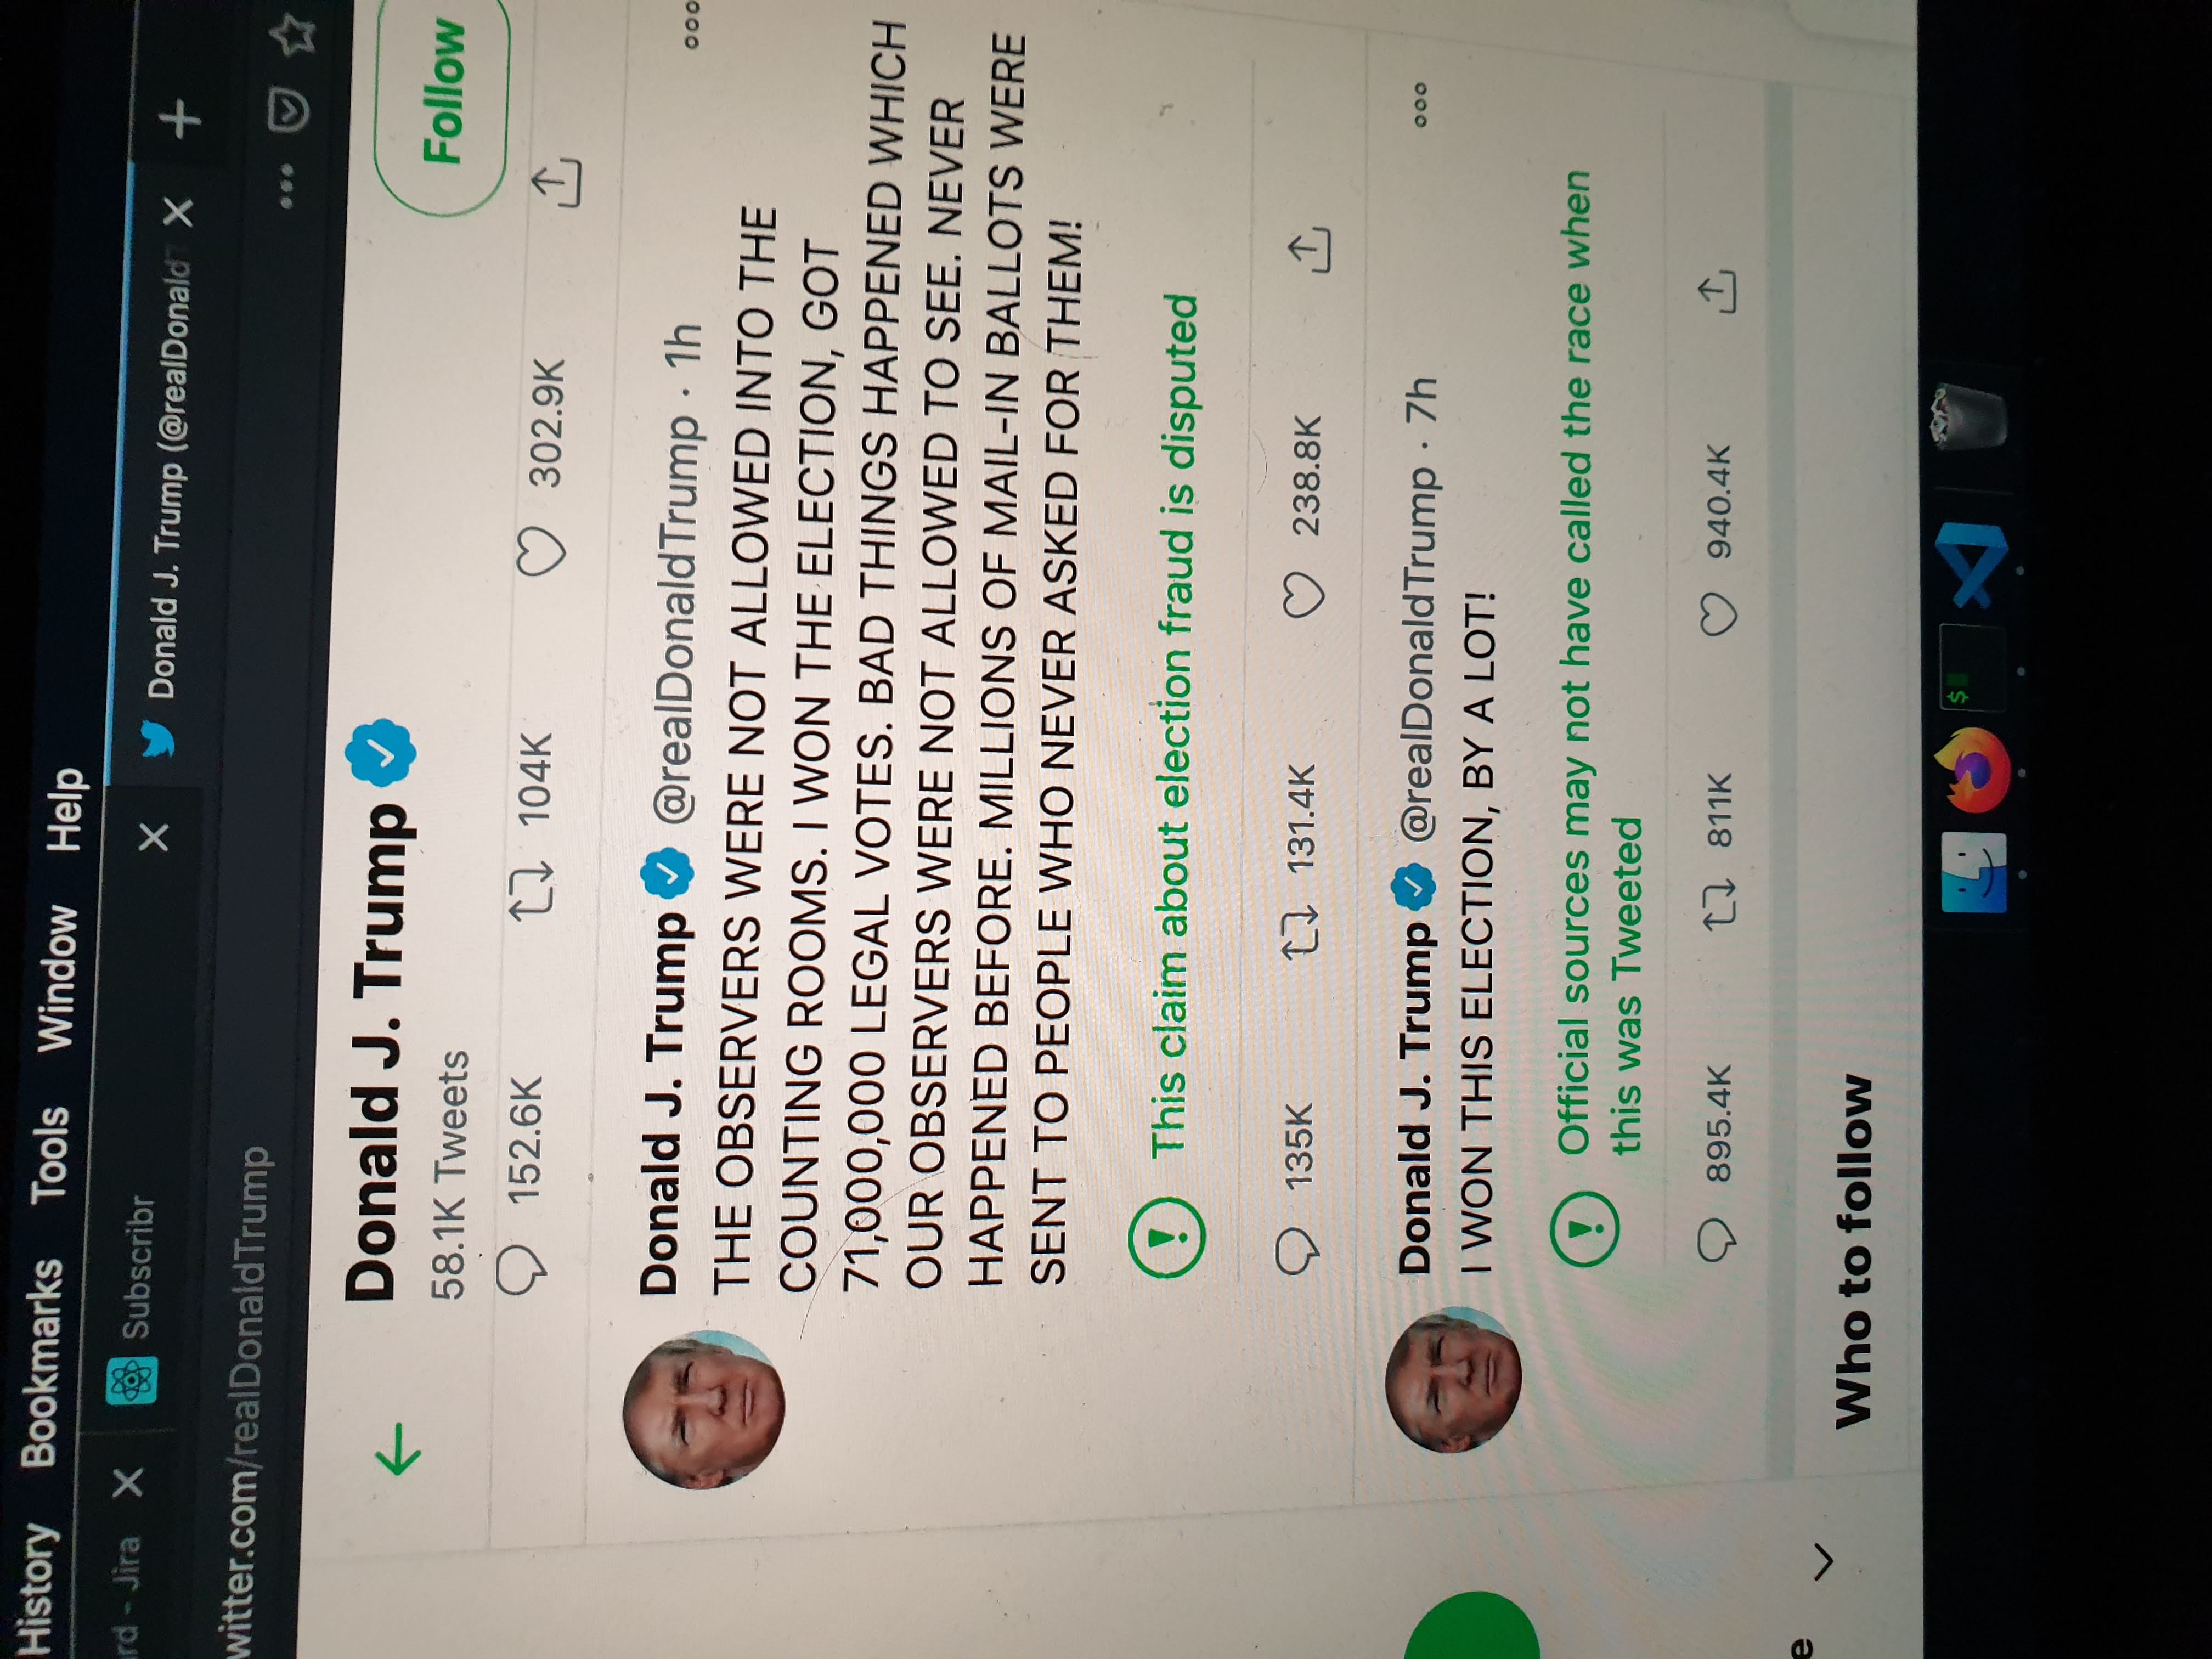 History Bookmarks Tools Window Help
rd - Jira Subscribr Donald J. Trump (@realDonald
witter.com/realDonaldTrump
Donald J. Trump
58.1K Tweets
Follow
152.6K 104K 302.9K
Donald J. Trump @realDonaldTrump · 1h
THE OBSERVERS WERE NOT ALLOWED INTO THE
COUNTING ROOMS. I WON THE ELECTION, GOT
71,000,000 LEGAL VOTES. BAD THINGS HAPPENED WHICH
OUR OBSERVERS WERE NOT ALLOWED TO SEE. NEVER
HAPPENED BEFORE. MILLIONS OF MAIL-IN BALLOTS WERE
SENT TO PEOPLE WHO NEVER ASKED FOR THEM!
This claim about election fraud is disputed
135K 131.4K 238.8K
Donald J. Trump @realDonaldTrump · 7h
I WON THIS ELECTION, BY A LOT!
Official sources may not have called the race when
this was Tweeted
895.4K 811K 940.4K
e
Who to follow
$